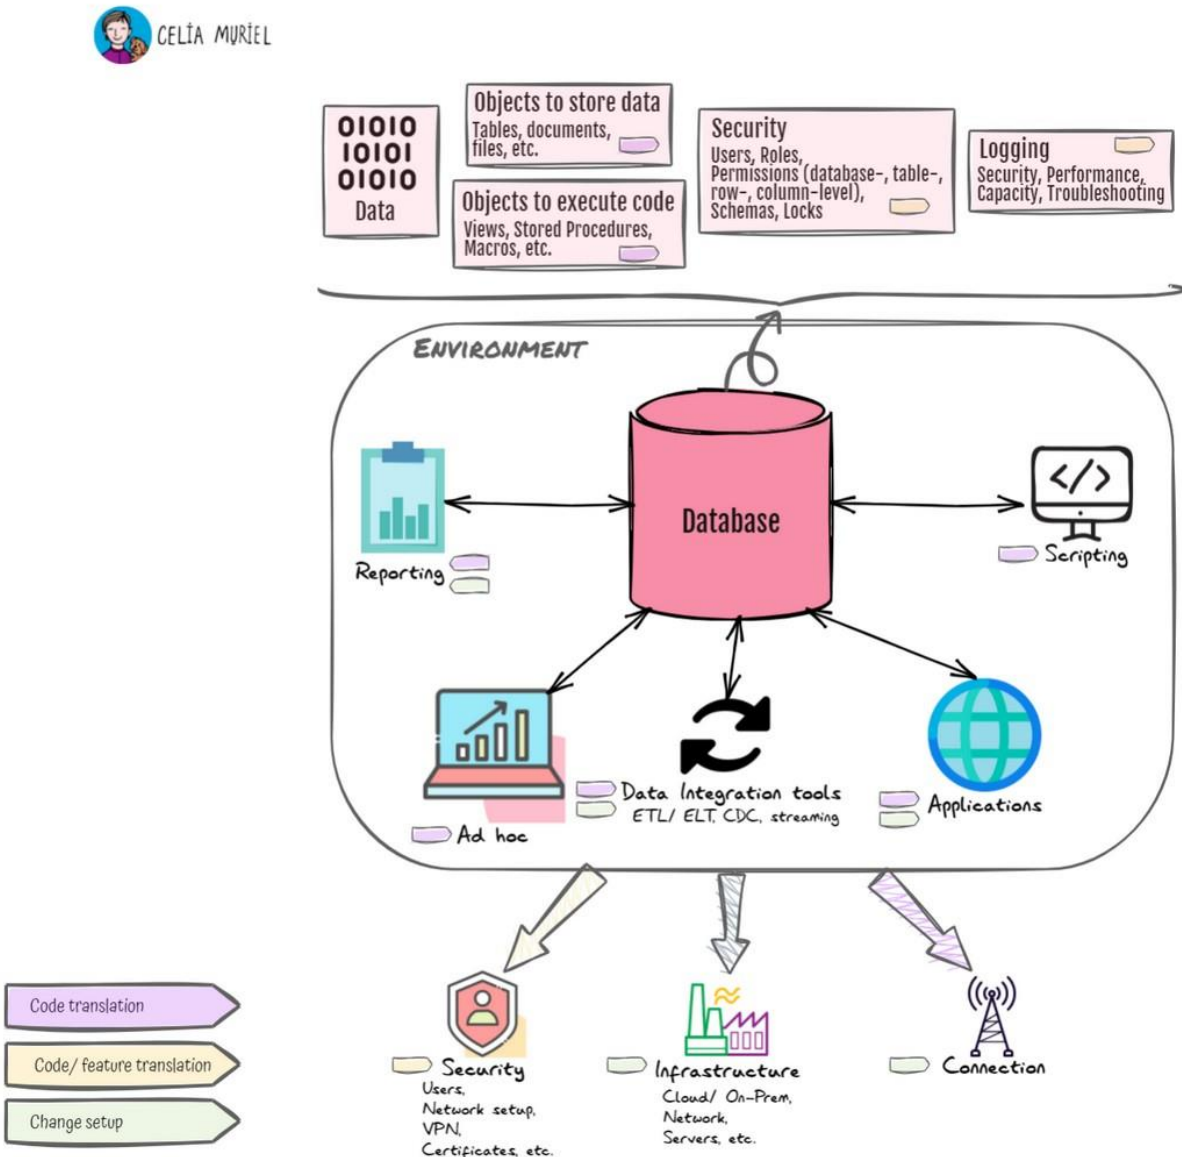 CELIA MURIEL
01010
10101
01010
Data
Objects to store data
Tables, documents,
files, etc.
Objects to execute code
Views, Stored Procedures,
Macros, etc.
Security
Users, Roles,
Permissions (database-, table-,
row-, column-level),
Schemas, Locks
Logging
Security, Performance,
Capacity, Troubleshooting
ENVIRONMENT
Database
</>
Reporting
Scripting
Ad hoc
Data Integration tools
ETL/ ELT, CDC, streaming
Applications
Code translation
Code/ feature translation
Change setup
Security
Users,
Network setup,
VPN,
Certificates, etc.
Infrastructure
Cloud/ On-Prem,
Network,
Servers, etc.
Connection